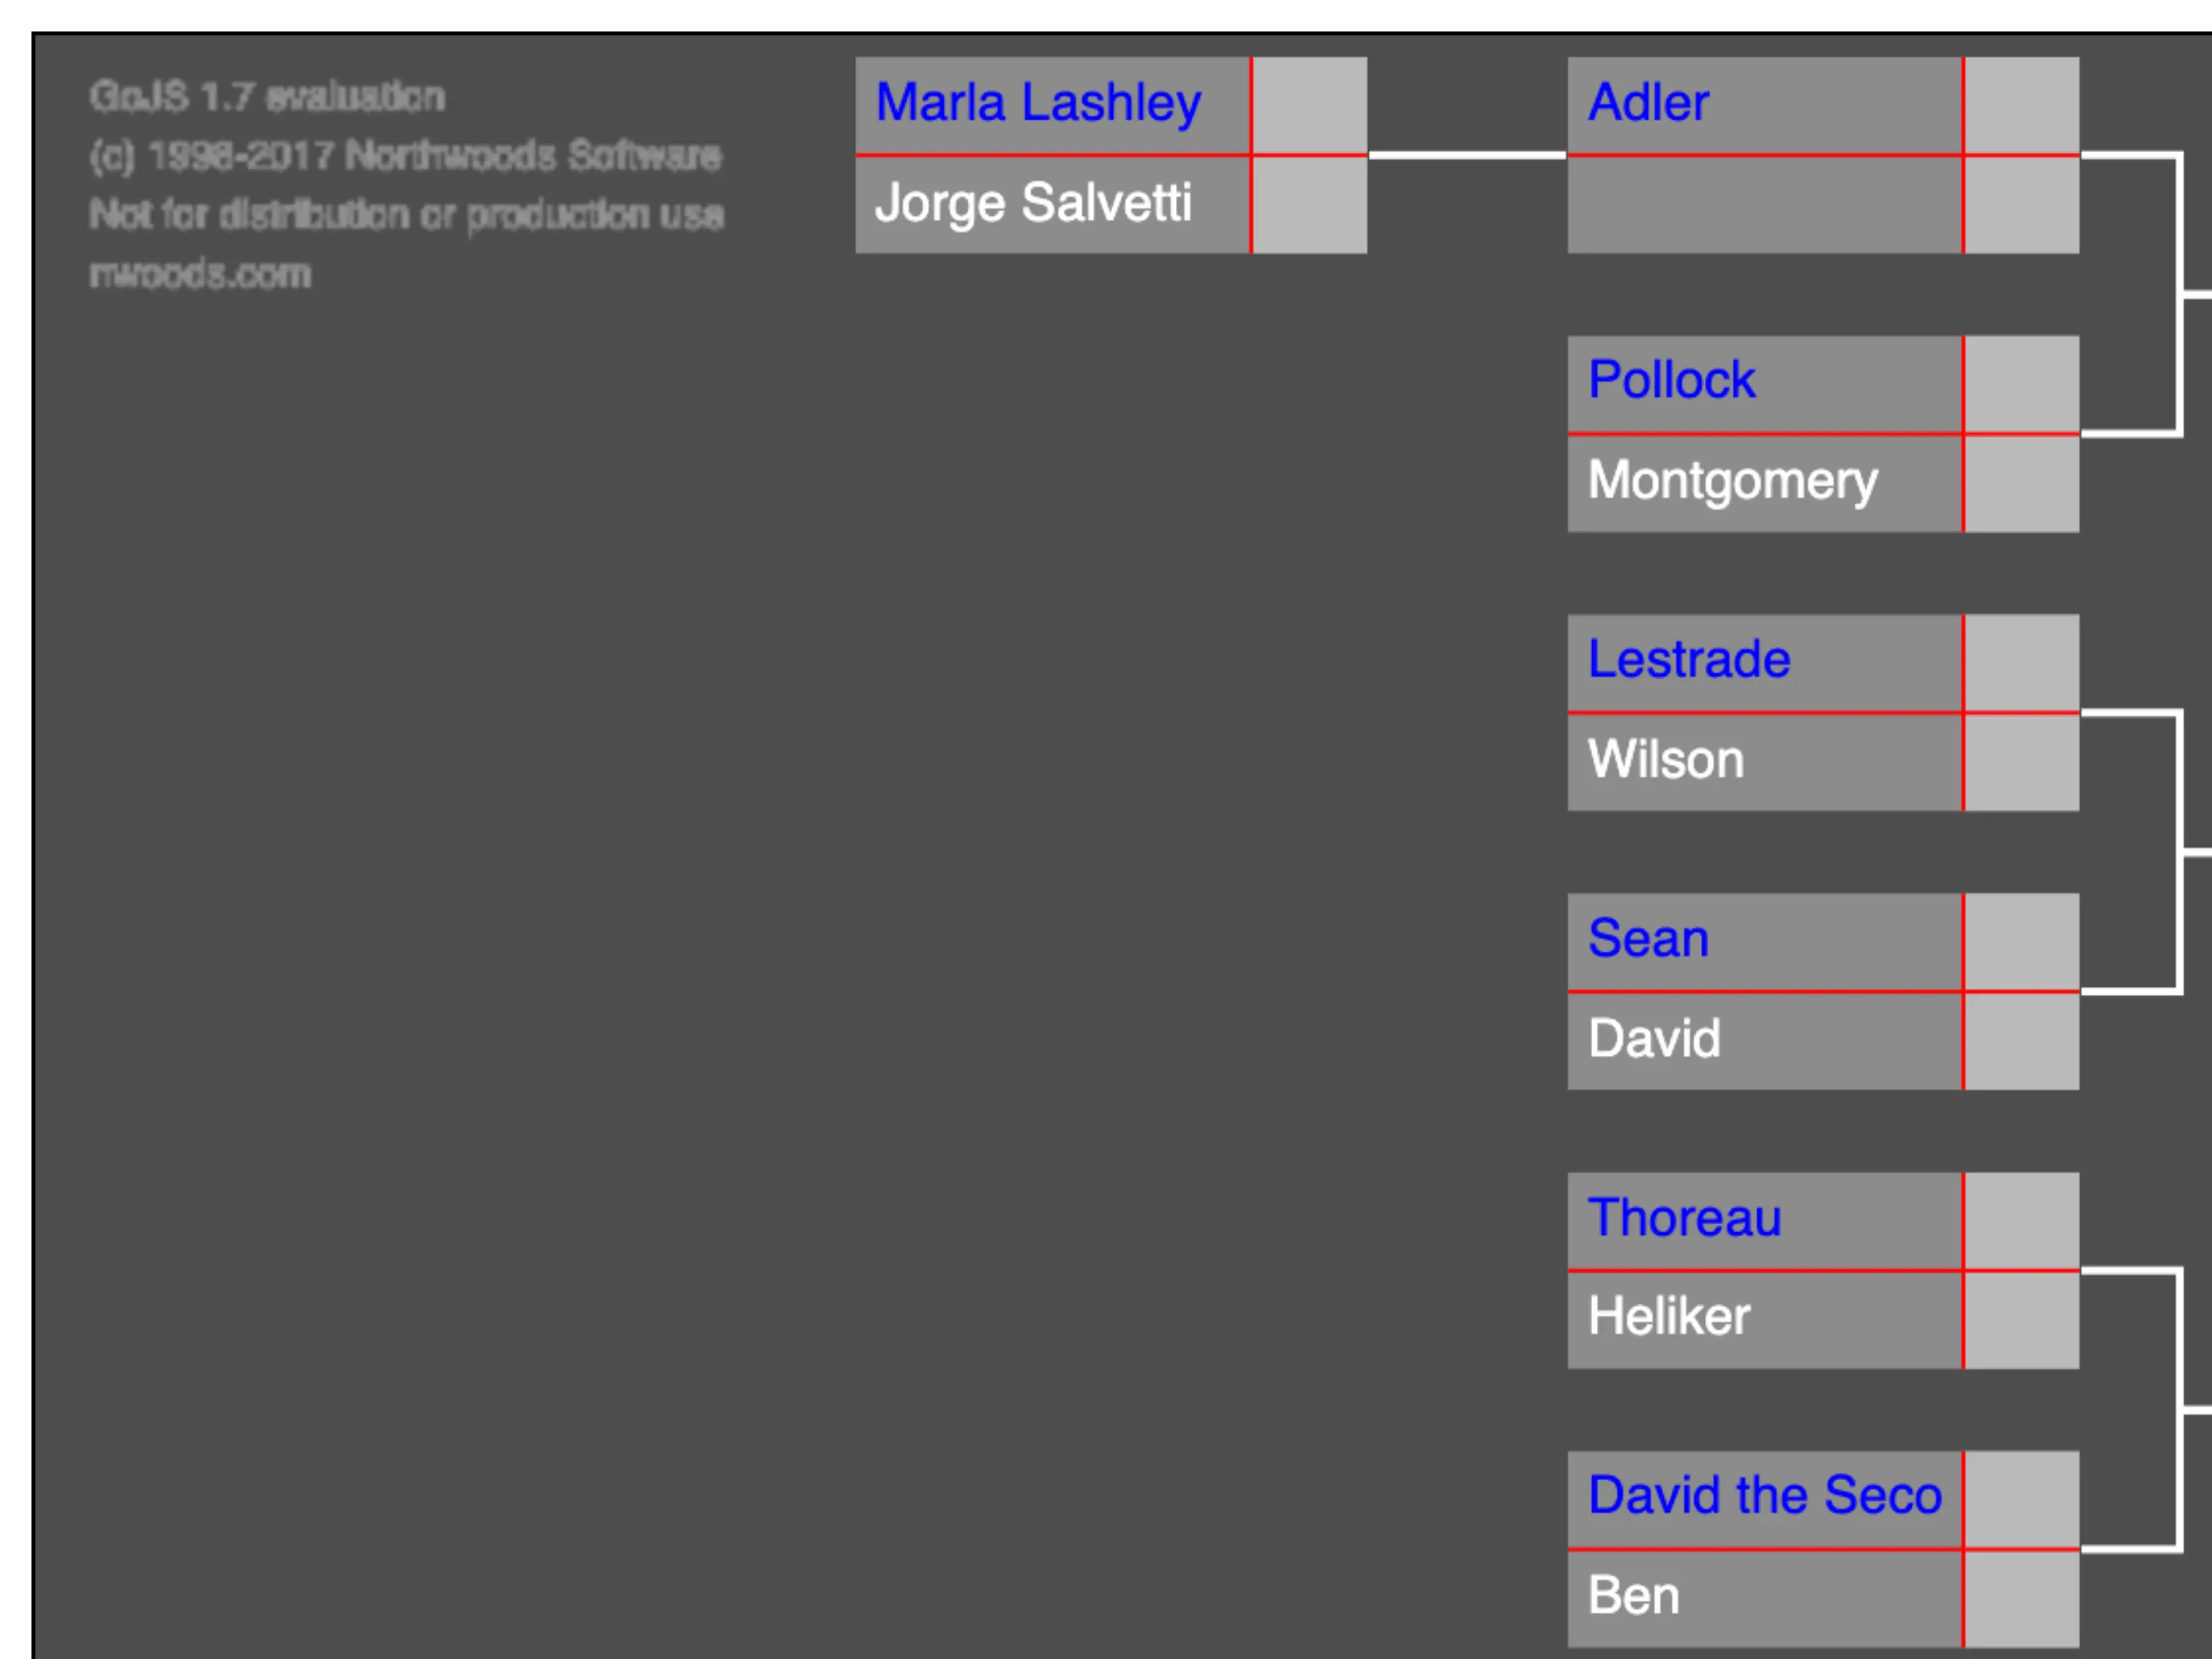 GoJS 1.7 evaluation
(c) 1998-2017 Northwoods Software
Not for distribution or production use
nwoods.com
Marla Lashley
Jorge Salvetti
Adler
Pollock
Montgomery
Lestrade
Wilson
Sean
David
Thoreau
Heliker
David the Seco
Ben